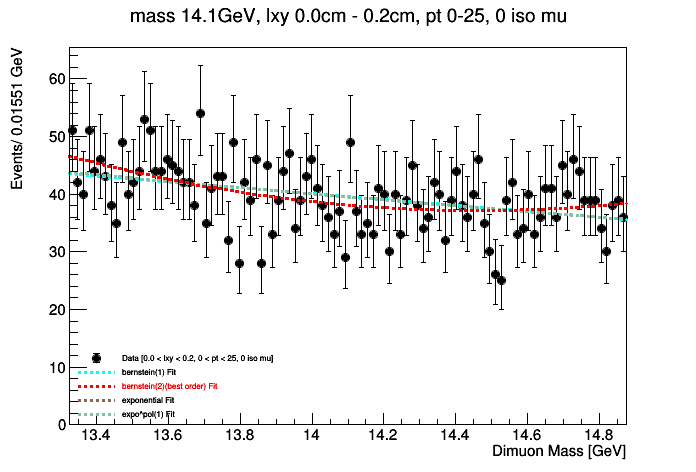 mass 14.1GeV, lxy 0.0cm - 0.2cm, pt 0-25, 0 iso mu
Events/ 0.01551 GeV
60
50
40
30
20
10
0
Data [0.0 < lxy < 0.2, 0 < pt < 25, 0 iso mu]
bernstein(1) Fit
bernstein(2)(best order) Fit
exponential Fit
expo*pol(1) Fit
13.4 13.6 13.8 14 14.2 14.4 14.6 14.8
Dimuon Mass [GeV]